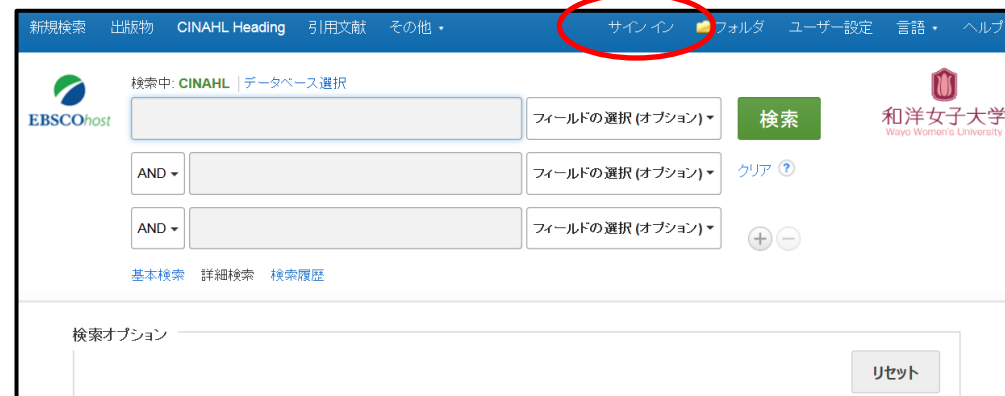 新規検索 出版物 CINAHL Heading 引用文献 その他 サイン イン フォルダ ユーザー設定 言語 ヘルプ
検索中: CINAHL データベース選択
EBSCOhost
フィールドの選択 (オプション) 検索
和洋女子大学
Wayo Women's University
AND フィールドの選択 (オプション) クリア ?
AND フィールドの選択 (オプション) + −
基本検索 詳細検索 検索履歴
検索オプション
リセット